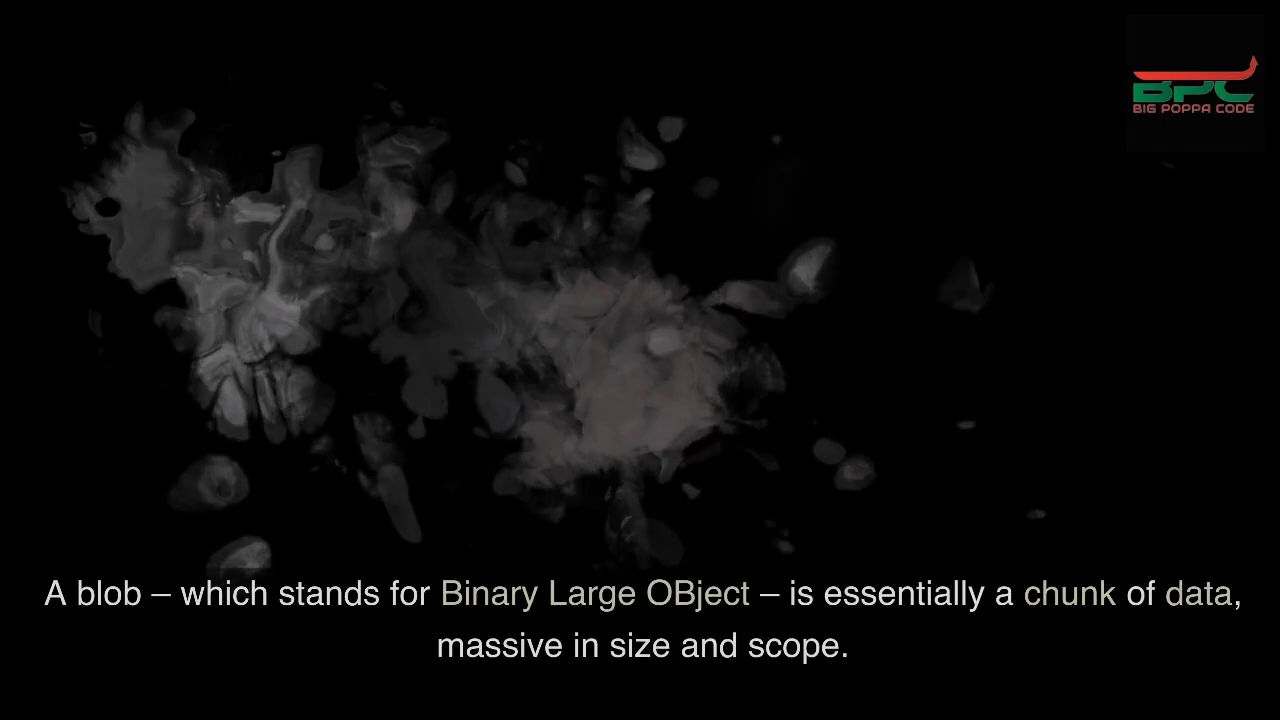 BPC
BIG POPPA CODE
A blob – which stands for Binary Large OBject – is essentially a chunk of data,
massive in size and scope.